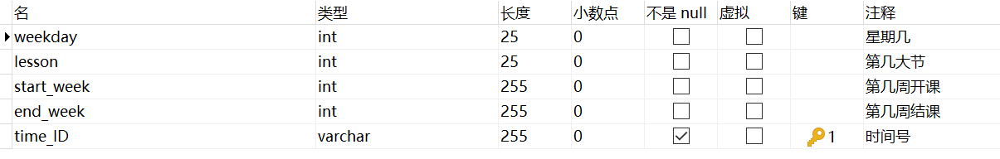 名 类型 长度 小数点 不是 null 虚拟 键 注释
weekday int 25 0 星期几
lesson int 25 0 第几大节
start_week int 255 0 第几周开课
end_week int 255 0 第几周结课
time_ID varchar 255 0 1 时间号